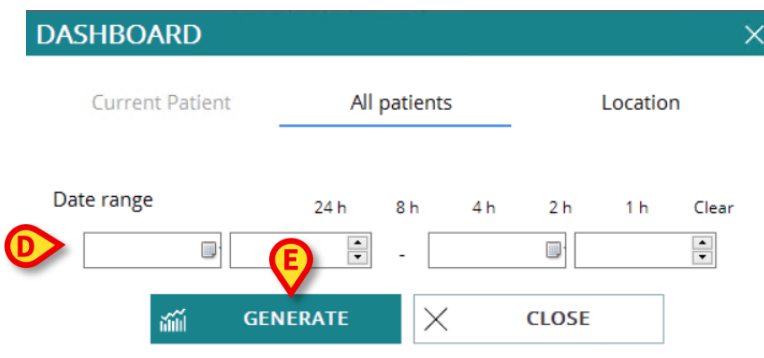 DASHBOARD
Current Patient All patients Location
Date range 24 h 8 h 4 h 2 h 1 h Clear
D -
E
GENERATE CLOSE